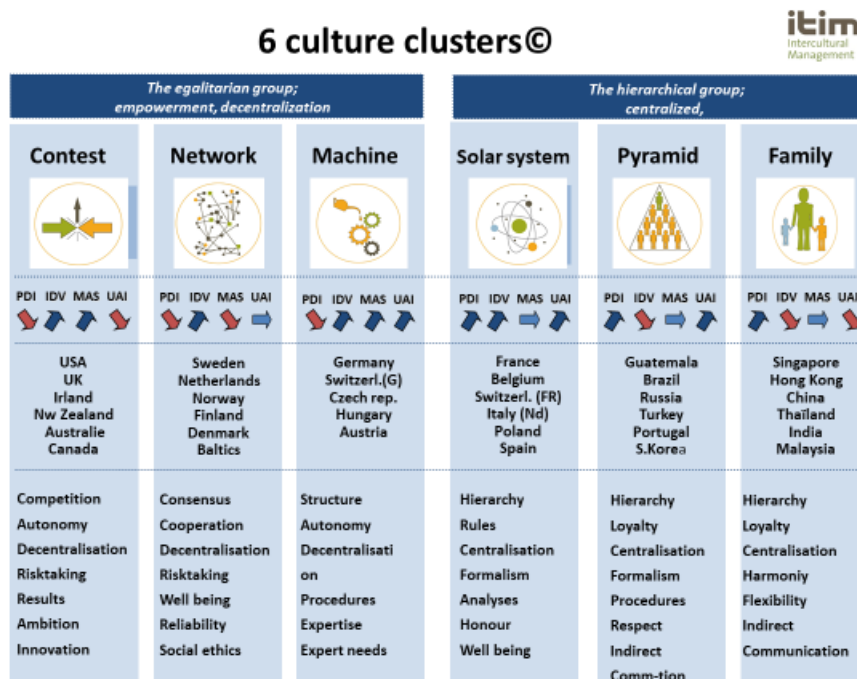 6 culture clusters©
itim
Intercultural
Management
The egalitarian group;
empowerment, decentralization
The hierarchical group;
centralized,
Contest
Network
Machine
Solar system
Pyramid
Family
PDI IDV MAS UAI
PDI IDV MAS UAI
PDI IDV MAS UAI
PDI IDV MAS UAI
PDI IDV MAS UAI
PDI IDV MAS UAI
USA
UK
Irland
Nw Zealand
Australie
Canada
Sweden
Netherlands
Norway
Finland
Denmark
Baltics
Germany
Switzerl.(G)
Czech rep.
Hungary
Austria
France
Belgium
Switzerl. (FR)
Italy (Nd)
Poland
Spain
Guatemala
Brazil
Russia
Turkey
Portugal
S.Korea
Singapore
Hong Kong
China
Thaïland
India
Malaysia
Competition
Autonomy
Decentralisation
Risktaking
Results
Ambition
Innovation
Consensus
Cooperation
Decentralisation
Risktaking
Well being
Reliability
Social ethics
Structure
Autonomy
Decentralisati
on
Procedures
Expertise
Expert needs
Hierarchy
Rules
Centralisation
Formalism
Analyses
Honour
Well being
Hierarchy
Loyalty
Centralisation
Formalism
Procedures
Respect
Indirect
Comm-tion
Hierarchy
Loyalty
Centralisation
Harmoniy
Flexibility
Indirect
Communication